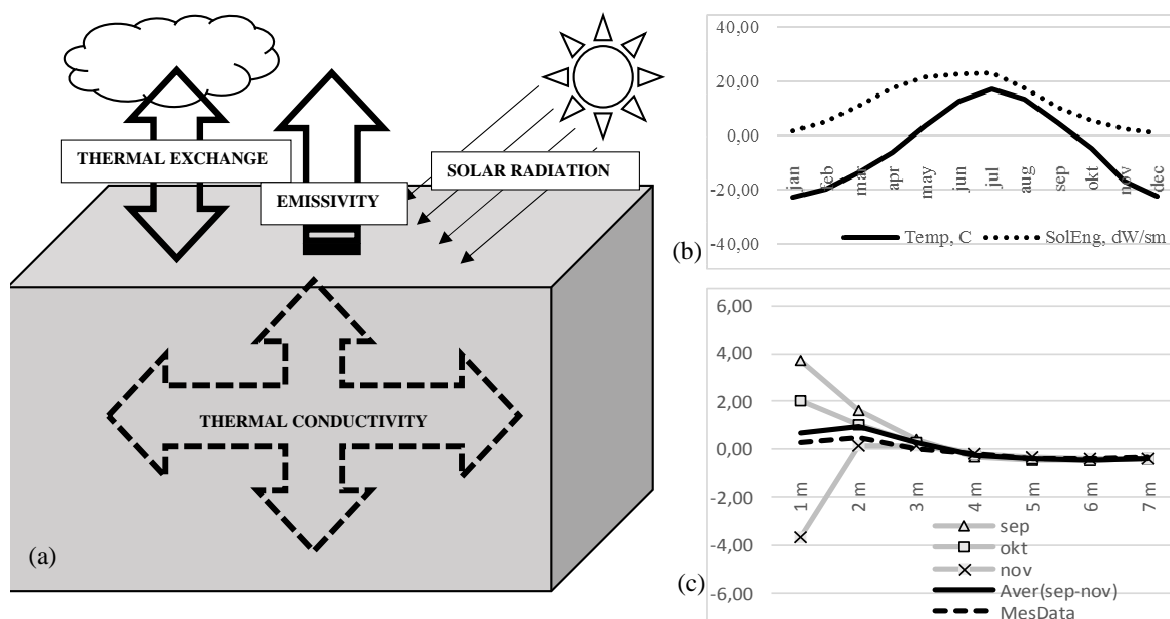 THERMAL EXCHANGE
EMISSIVITY
SOLAR RADIATION
THERMAL CONDUCTIVITY
(a)
40,00
20,00
0,00
-20,00
-40,00
jan
feb
mar
apr
may
jun
jul
aug
sep
okt
nov
dec
Temp, C
SolEng, dW/sm
(b)
6,00
4,00
2,00
0,00
-2,00
-4,00
-6,00
1 m
2 m
3 m
4 m
5 m
6 m
7 m
sep
okt
nov
Aver(sep-nov)
MesData
(c)